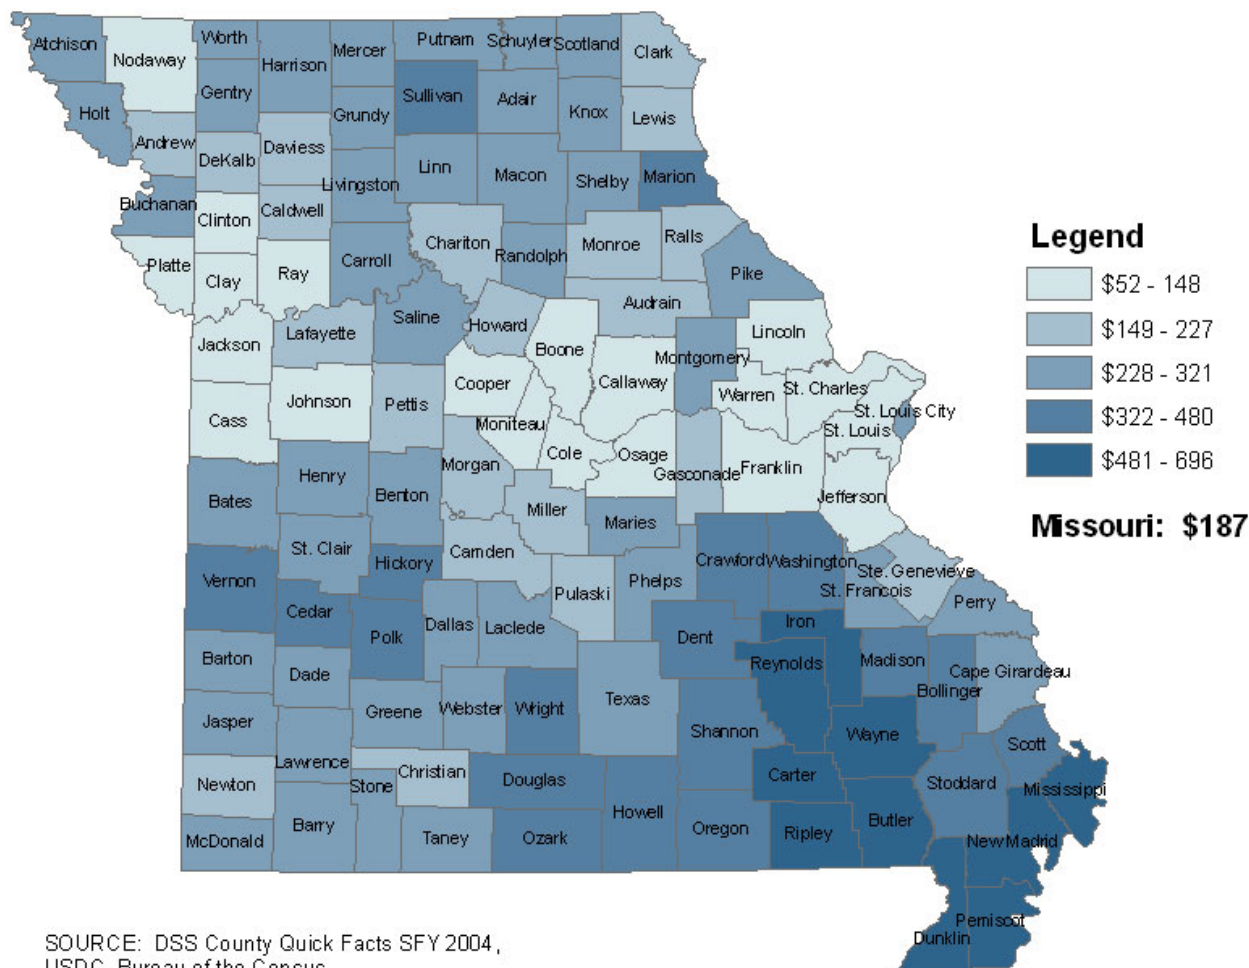 Atchison
Nodaway
Worth
Harrison
Mercer
Putnam
Schuyler
Scotland
Clark
Gentry
Sullivan
Adair
Knox
Lewis
Holt
Grundy
Andrew
DeKalb
Daviess
Linn
Macon
Shelby
Marion
Livingston
Buchanan
Clinton
Caldwell
Chariton
Randolph
Monroe
Ralls
Platte
Clay
Ray
Carroll
Pike
Audrain
Saline
Howard
Lafayette
Jackson
Boone
Montgomery
Lincoln
Callaway
Cooper
Warren
St. Charles
Johnson
Pettis
St. Louis City
Cass
Moniteau
St. Louis
Cole
Osage
Morgan
Gasconade
Franklin
Henry
Benton
Jefferson
Bates
Miller
Maries
St. Clair
Camden
Hickory
Crawford
Washington
Ste. Genevieve
Vernon
Phelps
St. Francois
Pulaski
Perry
Cedar
Polk
Dallas
Laclede
Dent
Iron
Barton
Dade
Reynolds
Madison
Cape Girardeau
Bollinger
Texas
Greene
Webster
Wright
Jasper
Shannon
Wayne
Scott
Lawrence
Christian
Douglas
Carter
Newton
Stone
Stoddard
Mississippi
Howell
Barry
Taney
Ozark
Oregon
Ripley
Butler
McDonald
New Madrid
Pemiscot
Dunklin
Legend
$52 - 148
$149 - 227
$228 - 321
$322 - 480
$481 - 696
Missouri: $187
SOURCE: DSS County Quick Facts SFY 2004,
USDC, Bureau of the Census